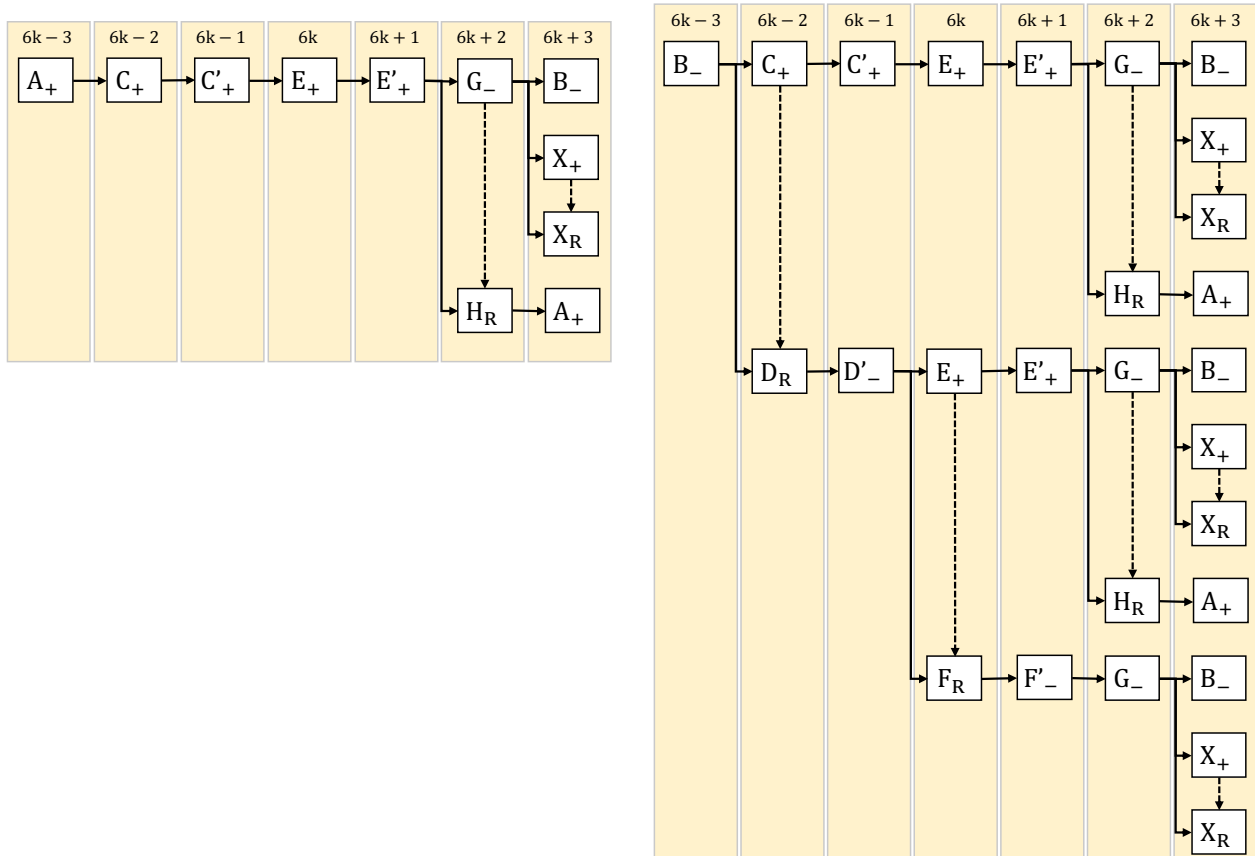 6k − 3 6k − 2 6k − 1 6k 6k + 1 6k + 2 6k + 3
A₊ C₊ C'₊ E₊ E'₊ G₋ B₋
X₊
X_R
H_R A₊
6k − 3 6k − 2 6k − 1 6k 6k + 1 6k + 2 6k + 3
B₋ C₊ C'₊ E₊ E'₊ G₋ B₋
X₊
X_R
H_R A₊
D_R D'₋ E₊ E'₊ G₋ B₋
X₊
X_R
H_R A₊
F_R F'₋ G₋ B₋
X₊
X_R